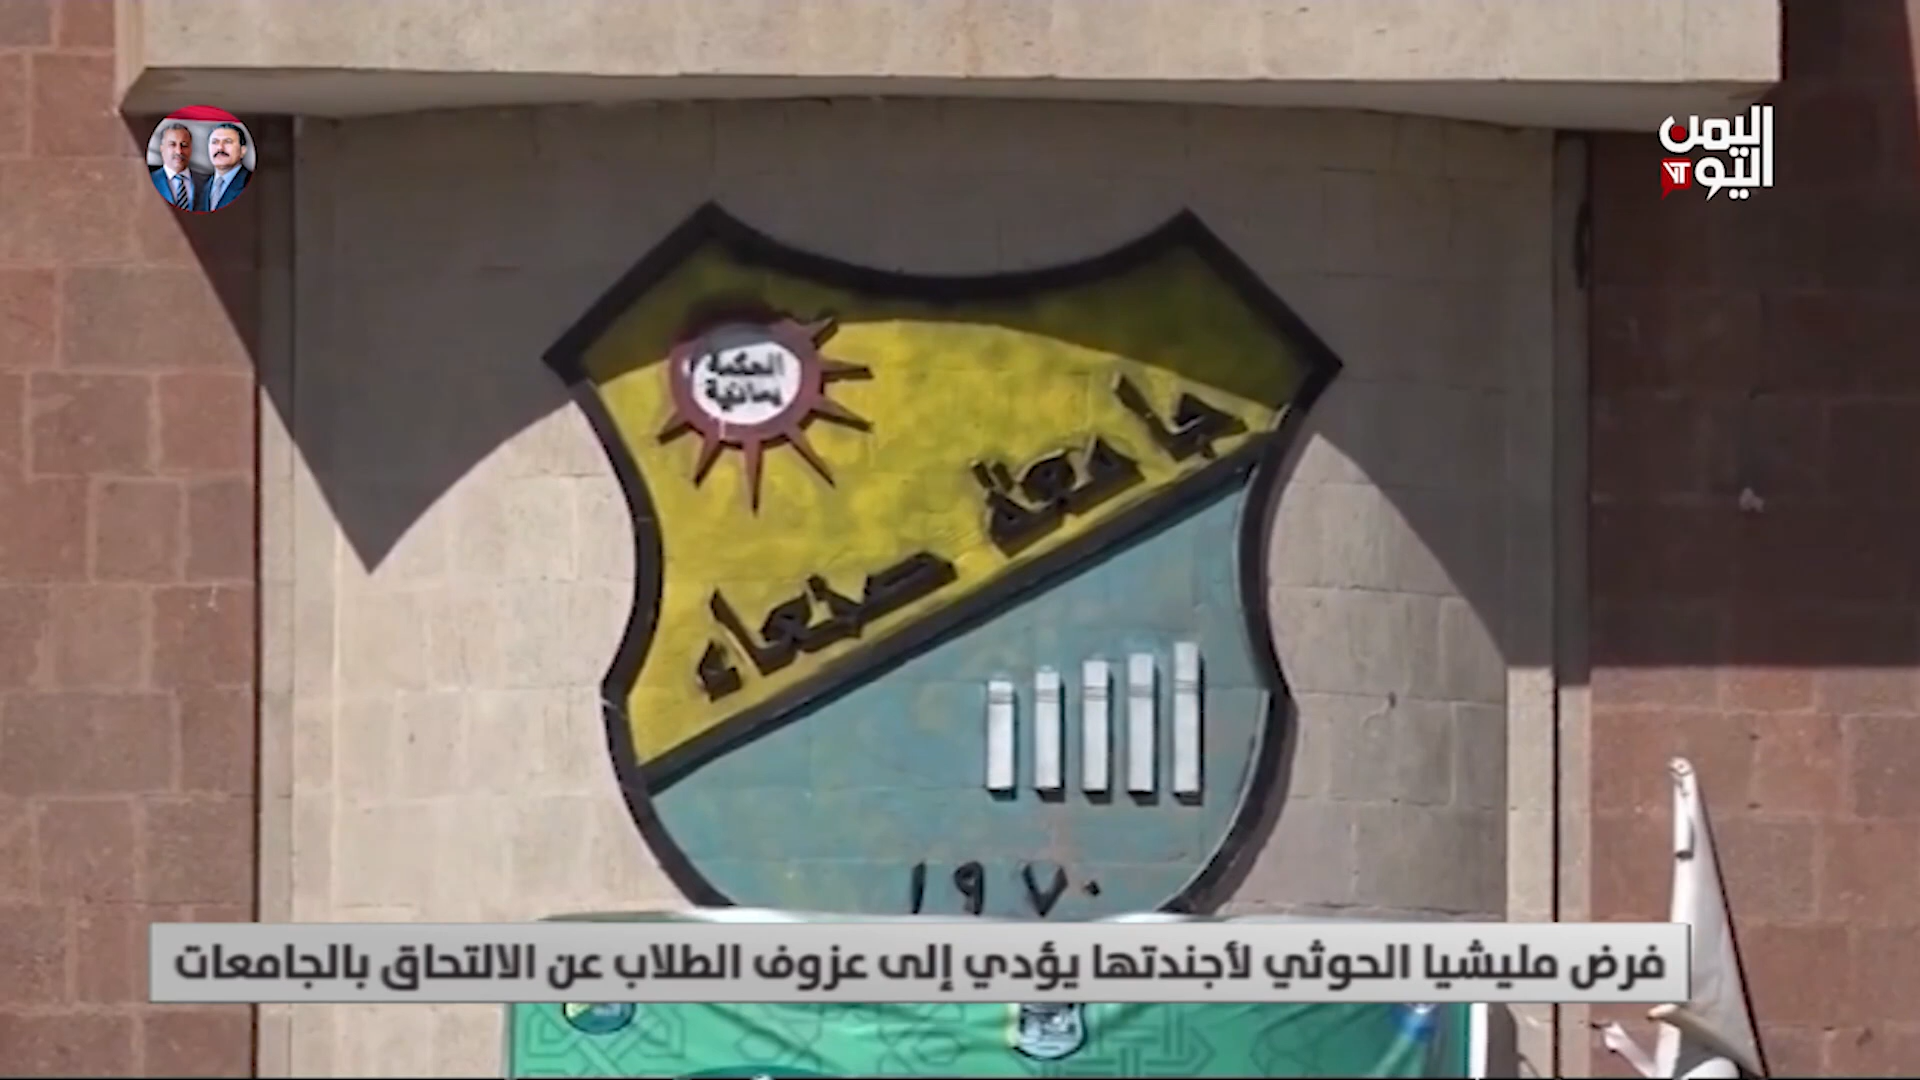 اليمن
اليوم
الحكمة
يمانية
جامعة صنعاء
١٩٧٠
فرض مليشيا الحوثي لأجندتها يؤدي إلى عزوف الطلاب عن الالتحاق بالجامعات